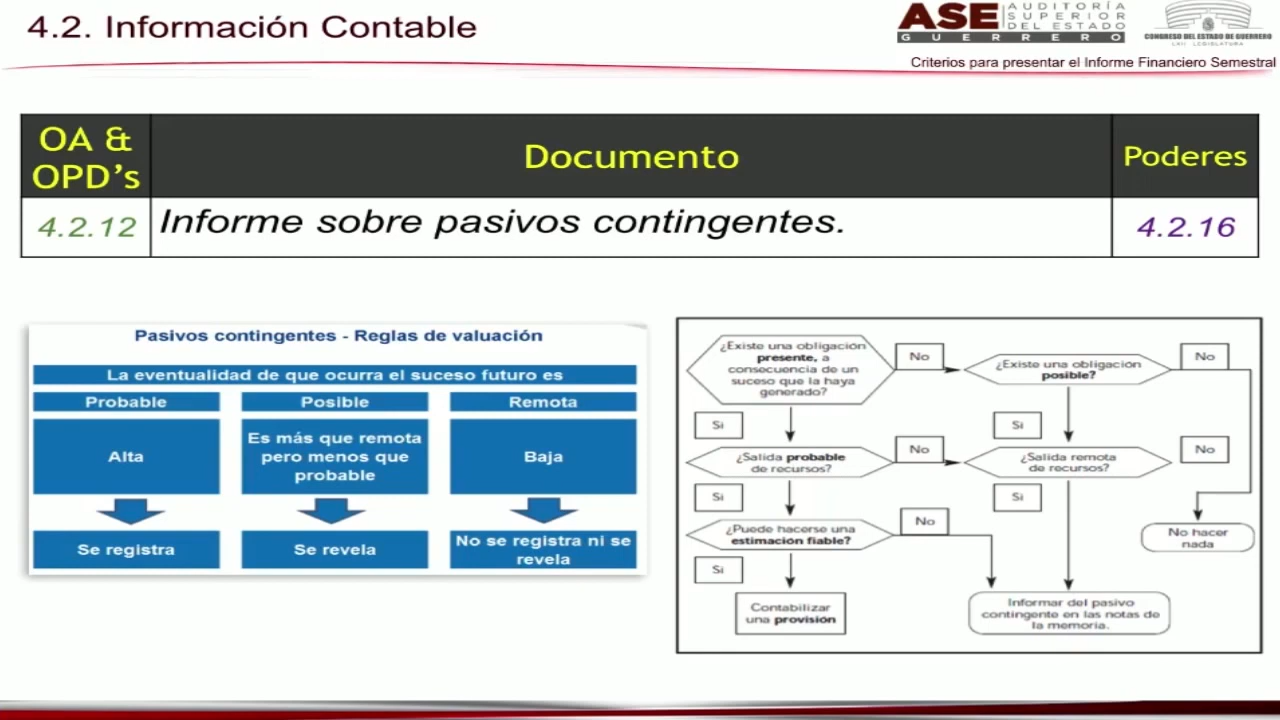 4.2. Información Contable
ASE
AUDITORÍA
SUPERIOR
DEL ESTADO
GUERRERO
CONGRESO DEL ESTADO DE GUERRERO
LXII LEGISLATURA
Criterios para presentar el Informe Financiero Semestral
OA &
OPD’s
Documento
Poderes
4.2.12
Informe sobre pasivos contingentes.
4.2.16
Pasivos contingentes - Reglas de valuación
La eventualidad de que ocurra el suceso futuro es
Probable
Posible
Remota
Alta
Es más que remota
pero menos que
probable
Baja
Se registra
Se revela
No se registra ni se
revela
¿Existe una obligación
presente, a
consecuencia de un
suceso que la haya
generado?
No
¿Existe una obligación
posible?
No
Si
Si
¿Salida probable
de recursos?
No
¿Salida remota
de recursos?
No
Si
Si
¿Puede hacerse una
estimación fiable?
No
No hacer
nada
Si
Contabilizar
una provisión
Informar del pasivo
contingente en las notas de
la memoria.